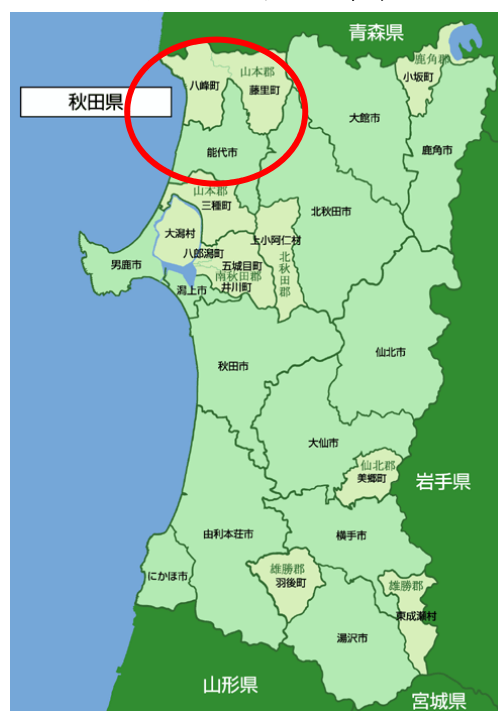 青森県
秋田県
八峰町
山本郡
藤里町
鹿角郡
小坂町
大館市
鹿角市
能代市
山本郡
三種町
北秋田市
大潟村
八郎潟町
上小阿仁村
北秋田郡
男鹿市
五城目町
南秋田郡
井川町
潟上市
秋田市
仙北市
大仙市
仙北郡
美郷町
岩手県
由利本荘市
横手市
にかほ市
雄勝郡
羽後町
雄勝郡
東成瀬村
湯沢市
山形県
宮城県